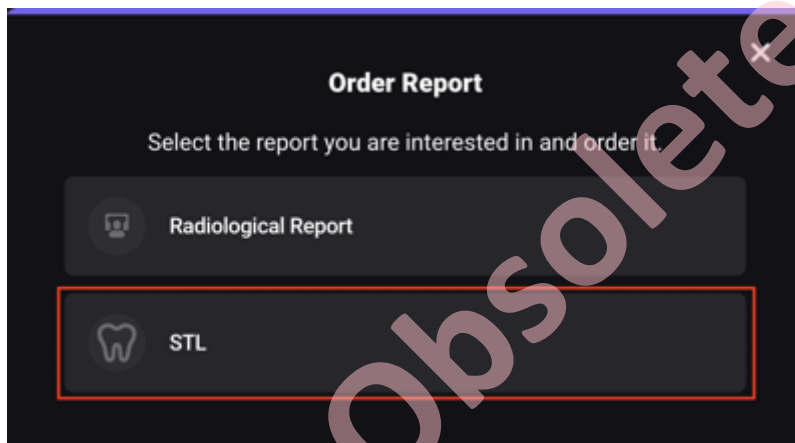 Order Report
Select the report you are interested in and order it.
Radiological Report
STL
Obsolete